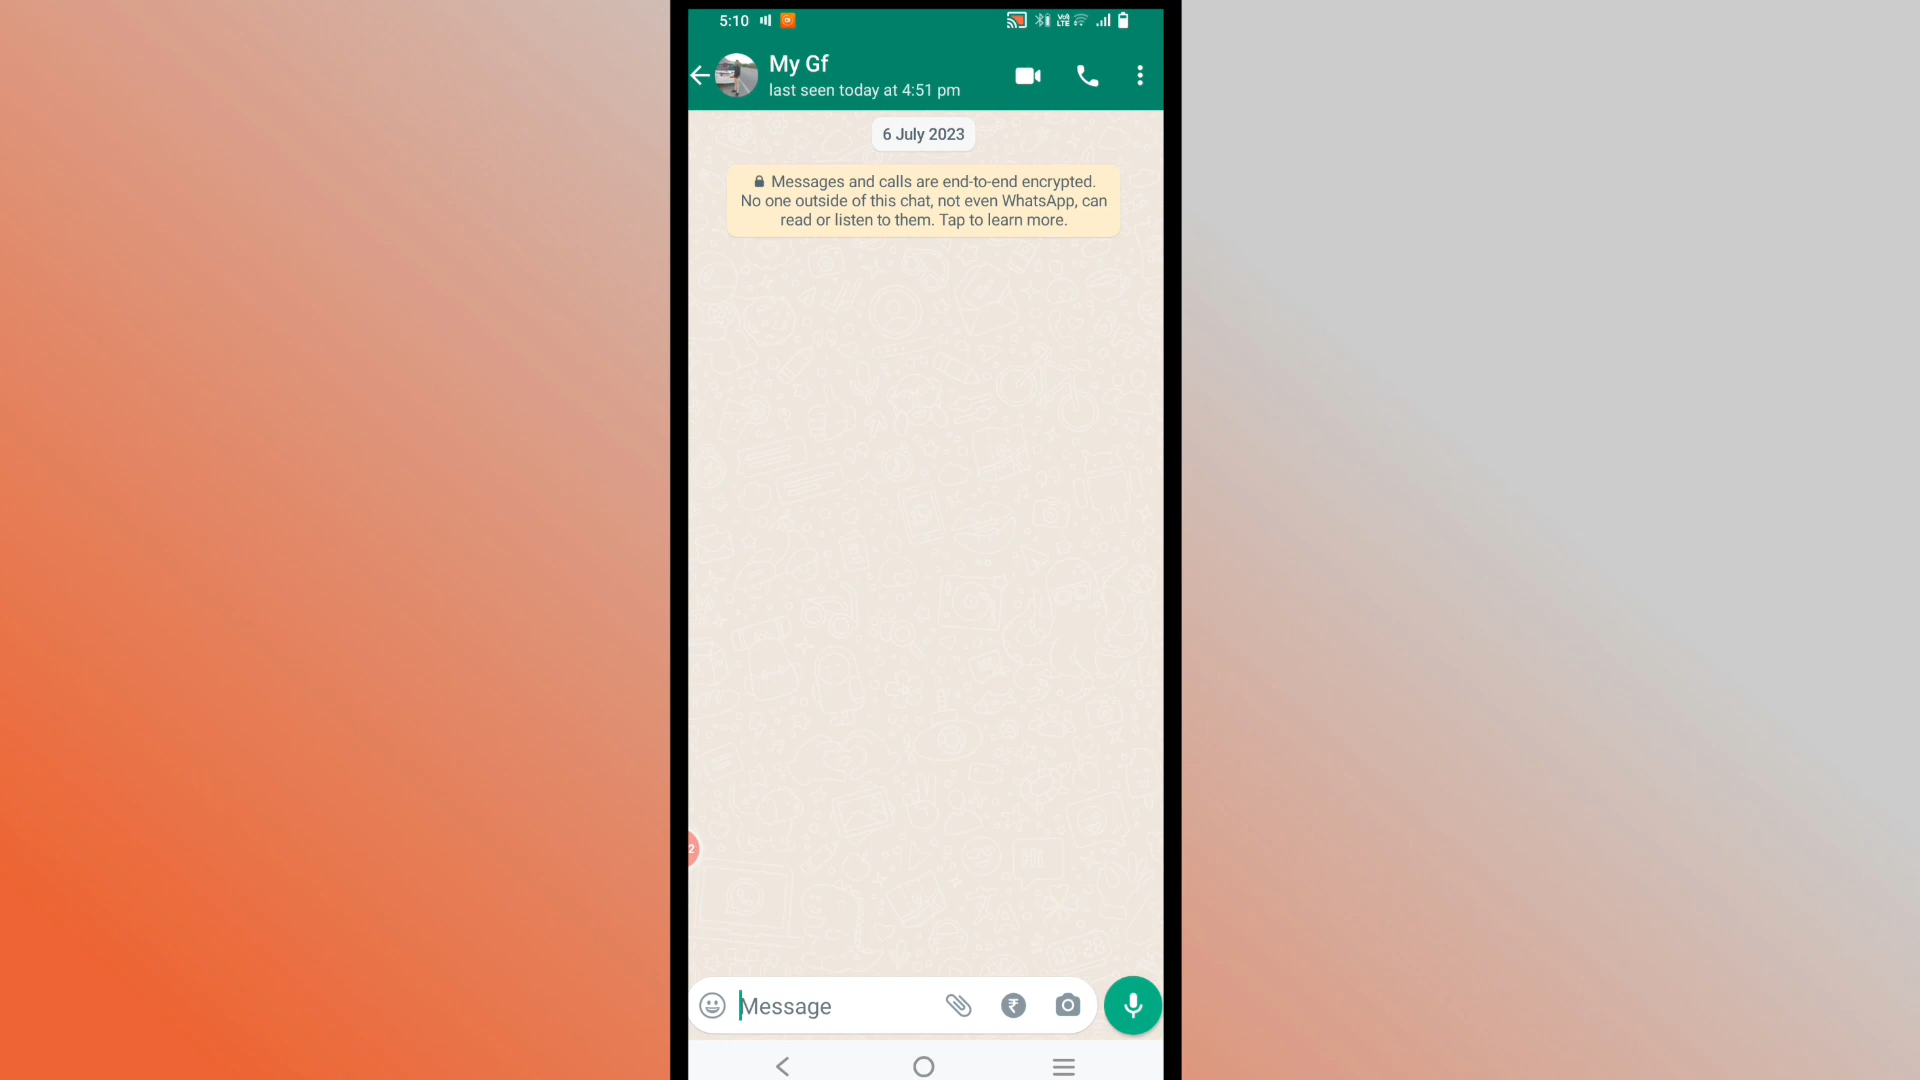 5:10
My Gf
last seen today at 4:51 pm
6 July 2023
Messages and calls are end-to-end encrypted.
No one outside of this chat, not even WhatsApp, can
read or listen to them. Tap to learn more.
2
Message